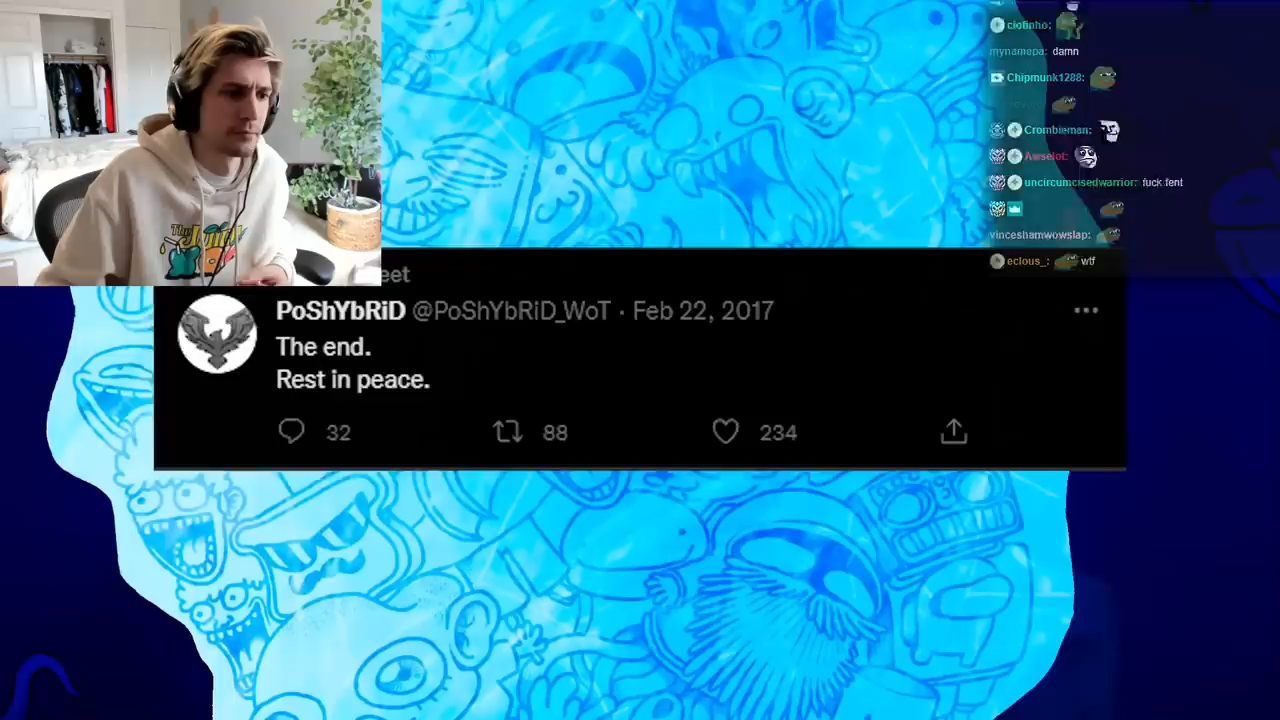 eet
PoShYbRiD @PoShYbRiD_WoT · Feb 22, 2017
The end.
Rest in peace.
32 88 234
mynamepa: damn
Chipmunk1288:
Crombieman:
Awselot:
uncircumcisedwarrior: fuck fent
vinceshamwowslap:
eclous_: wtf